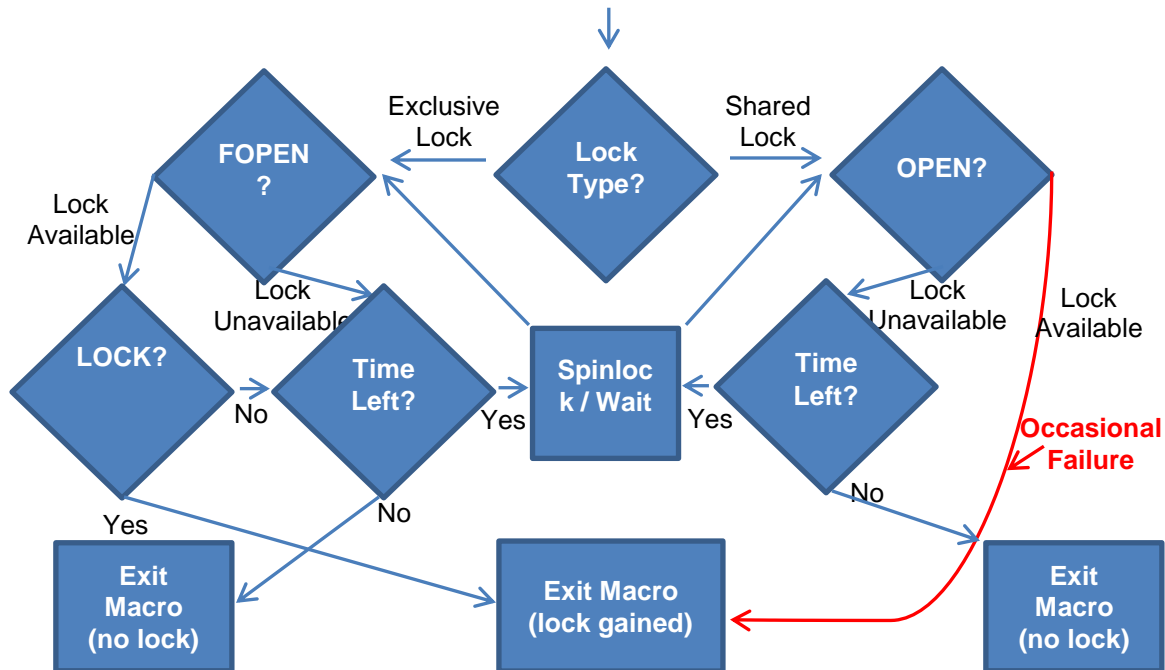 Exclusive
Lock
Shared
Lock
FOPEN
?
Lock
Type?
OPEN?
Lock
Available
Lock
Unavailable
Lock
Unavailable
Lock
Available
LOCK?
Time
Left?
Spinloc
k / Wait
Time
Left?
No
Yes
Yes
Occasional
Failure
Yes
No
No
Exit
Macro
(no lock)
Exit Macro
(lock gained)
Exit
Macro
(no lock)